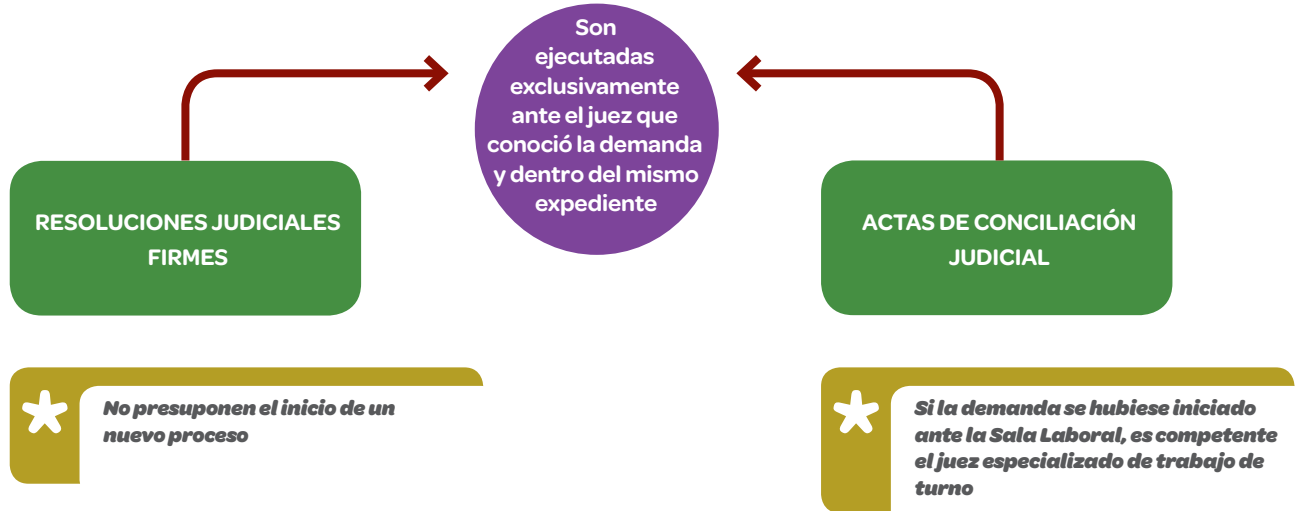 Son
ejecutadas
exclusivamente
ante el juez que
conoció la demanda
y dentro del mismo
expediente
RESOLUCIONES JUDICIALES
FIRMES
ACTAS DE CONCILIACIÓN
JUDICIAL
No presuponen el inicio de un
nuevo proceso
Si la demanda se hubiese iniciado
ante la Sala Laboral, es competente
el juez especializado de trabajo de
turno